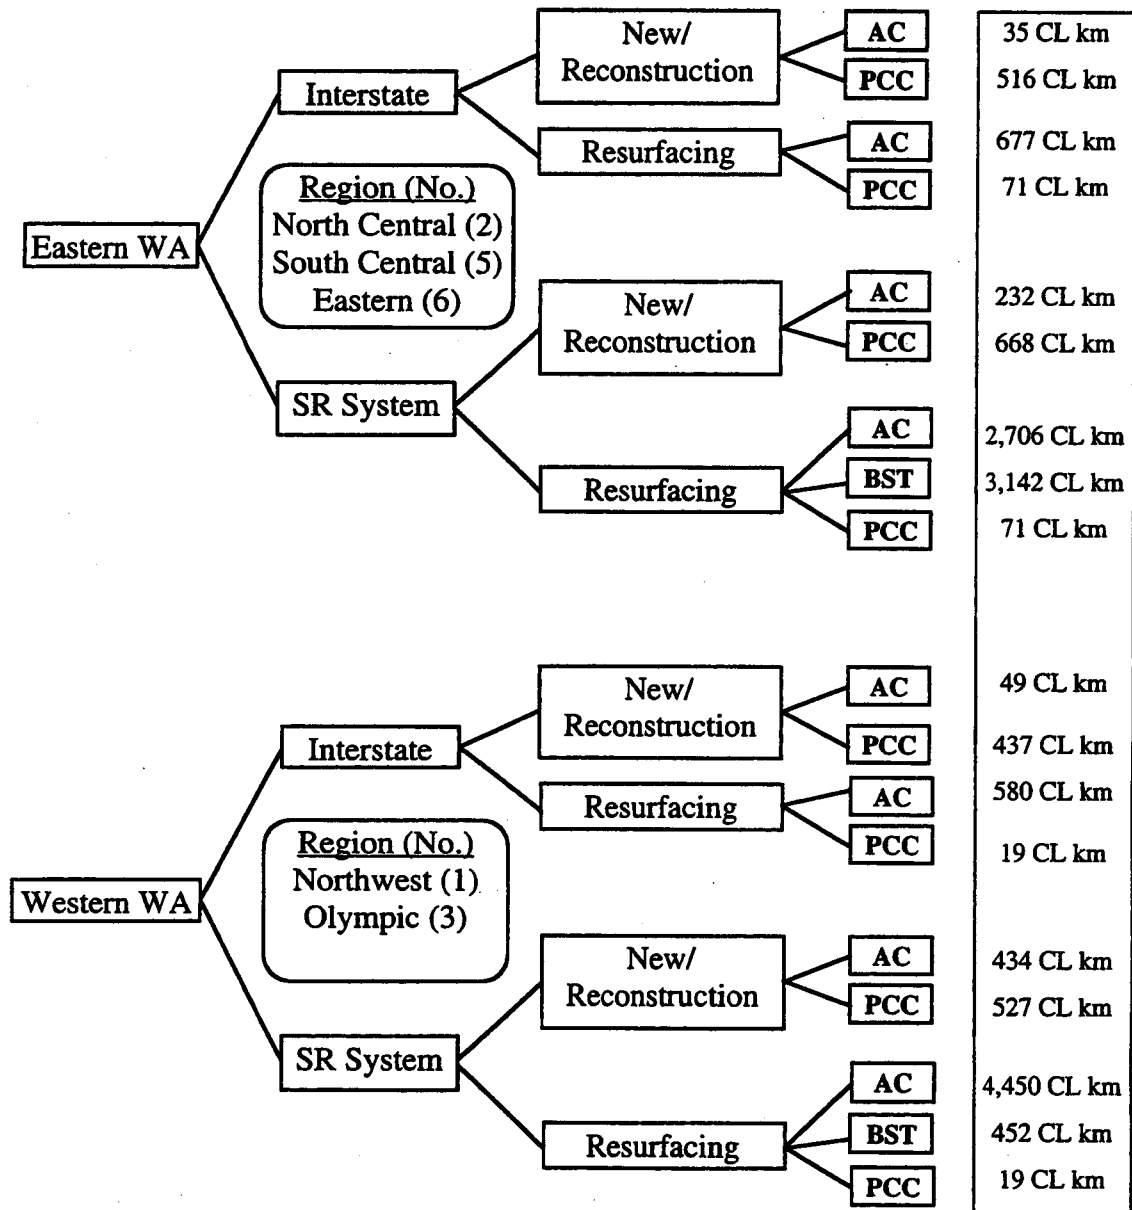 Eastern WA
Interstate
Region (No.)
North Central (2)
South Central (5)
Eastern (6)
SR System
New/
Reconstruction
AC 35 CL km
PCC 516 CL km
Resurfacing
AC 677 CL km
PCC 71 CL km
New/
Reconstruction
AC 232 CL km
PCC 668 CL km
Resurfacing
AC 2,706 CL km
BST 3,142 CL km
PCC 71 CL km
Western WA
Interstate
Region (No.)
Northwest (1)
Olympic (3)
SR System
New/
Reconstruction
AC 49 CL km
PCC 437 CL km
Resurfacing
AC 580 CL km
PCC 19 CL km
New/
Reconstruction
AC 434 CL km
PCC 527 CL km
Resurfacing
AC 4,450 CL km
BST 452 CL km
PCC 19 CL km